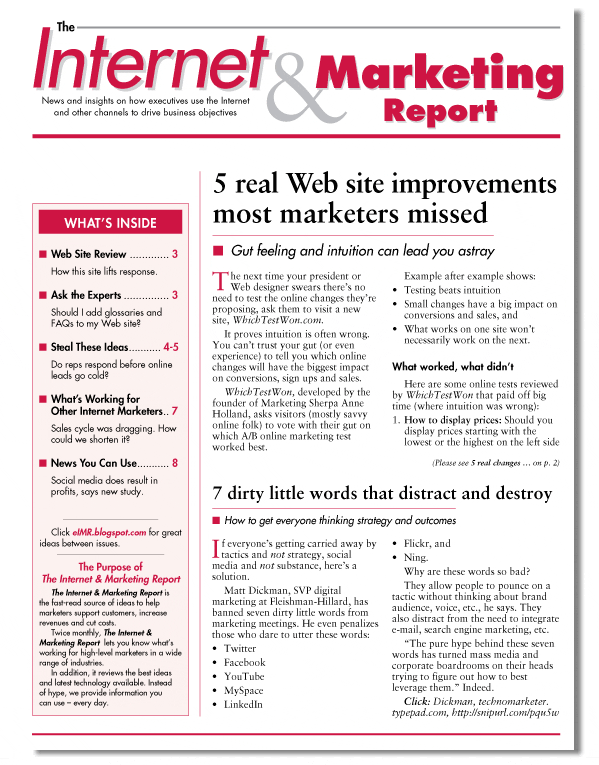 The
Internet
& Marketing
Report
News and insights on how executives use the Internet
and other channels to drive business objectives
WHAT'S INSIDE
■ Web Site Review ............. 3
How this site lifts response.
■ Ask the Experts ............... 3
Should I add glossaries and
FAQs to my Web site?
■ Steal These Ideas........... 4-5
Do reps respond before online
leads go cold?
■ What's Working for
Other Internet Marketers.. 7
Sales cycle was dragging. How
could we shorten it?
■ News You Can Use........... 8
Social media does result in
profits, says new study.
Click eIMR.blogspot.com for great
ideas between issues.
The Purpose of
The Internet & Marketing Report
The Internet & Marketing Report is
the fast-read source of ideas to help
marketers support customers, increase
revenues and cut costs.
Twice monthly, The Internet &
Marketing Report lets you know what's
working for high-level marketers in a wide
range of industries.
In addition, it reviews the best ideas
and latest technology available. Instead
of hype, we provide information you
can use – every day.
5 real Web site improvements
most marketers missed
■ Gut feeling and intuition can lead you astray
The next time your president or
Web designer swears there's no
need to test the online changes they're
proposing, ask them to visit a new
site, WhichTestWon.com.
It proves intuition is often wrong.
You can't trust your gut (or even
experience) to tell you which online
changes will have the biggest impact
on conversions, sign ups and sales.
WhichTestWon, developed by the
founder of Marketing Sherpa Anne
Holland, asks visitors (mostly savvy
online folk) to vote with their gut on
which A/B online marketing test
worked best.
Example after example shows:
• Testing beats intuition
• Small changes have a big impact on
conversions and sales, and
• What works on one site won't
necessarily work on the next.
What worked, what didn't
Here are some online tests reviewed
by WhichTestWon that paid off big
time (where intuition was wrong):
1. How to display prices: Should you
display prices starting with the
lowest or the highest on the left side
(Please see 5 real changes … on p. 2)
7 dirty little words that distract and destroy
■ How to get everyone thinking strategy and outcomes
If everyone's getting carried away by
tactics and not strategy, social
media and not substance, here's a
solution.
Matt Dickman, SVP digital
marketing at Fleishman-Hillard, has
banned seven dirty little words from
marketing meetings. He even penalizes
those who dare to utter these words:
• Twitter
• Facebook
• YouTube
• MySpace
• LinkedIn
• Flickr, and
• Ning.
Why are these words so bad?
They allow people to pounce on a
tactic without thinking about brand
audience, voice, etc., he says. They
also distract from the need to integrate
e-mail, search engine marketing, etc.
"The pure hype behind these seven
words has turned mass media and
corporate boardrooms on their heads
trying to figure out how to best
leverage them." Indeed.
Click: Dickman, technomarketer.
typepad.com, http://snipurl.com/pqu5w